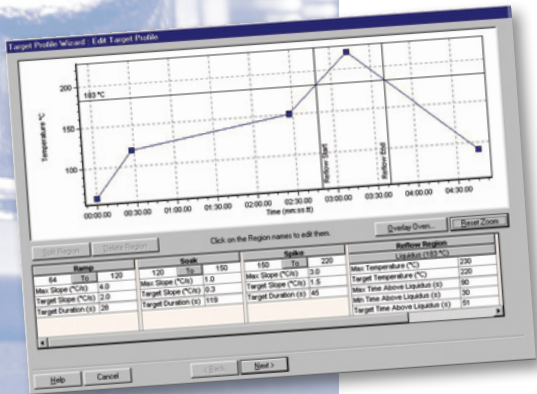 Target Profile Wizard : Edit Target Profile
Temperature °C
200
150
100
183 °C
Reflow Start
Reflow End
00:00.00 00:30.00 01:00.00 01:30.00 02:00.00 02:30.00 03:00.00 03:30.00 04:00.00 04:30.00
Time (mm:ss.tt)
Edit Region Delete Region
Click on the Region names to edit them.
Overlay Oven... Reset Zoom
Ramp
64 To 120
Max Slope (°C/s) 4.0
Target Slope (°C/s) 2.0
Target Duration (s) 28
Soak
120 To 150
Max Slope (°C/s) 1.0
Target Slope (°C/s) 0.3
Target Duration (s) 119
Spike
150 To 220
Max Slope (°C/s) 3.0
Target Slope (°C/s) 1.5
Target Duration (s) 45
Reflow Region
Liquidus (183 °C)
Max Temperature (°C) 230
Target Temperature (°C) 220
Max Time Above Liquidus (s) 90
Min Time Above Liquidus (s) 30
Target Time Above Liquidus (s) 51
Help Cancel < Back Next >